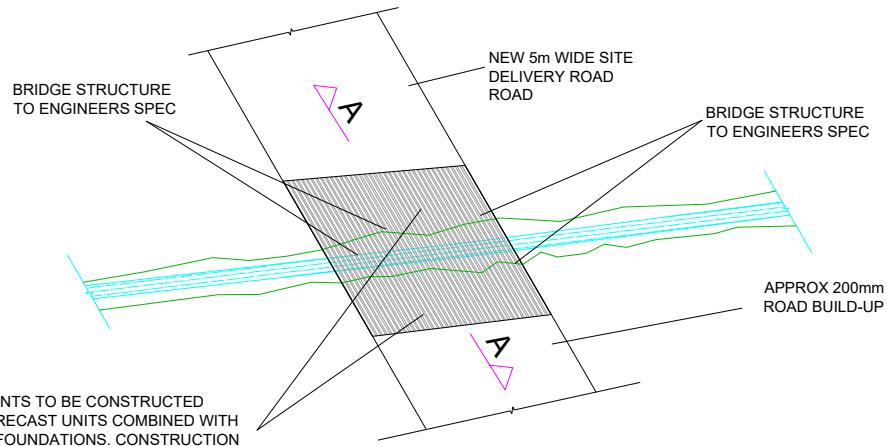 NEW 5m WIDE SITE
DELIVERY ROAD
ROAD
BRIDGE STRUCTURE
TO ENGINEERS SPEC
A
BRIDGE STRUCTURE
TO ENGINEERS SPEC
APPROX 200mm
ROAD BUILD-UP
A
NTS TO BE CONSTRUCTED
RECAST UNITS COMBINED WITH
FOUNDATIONS. CONSTRUCTION